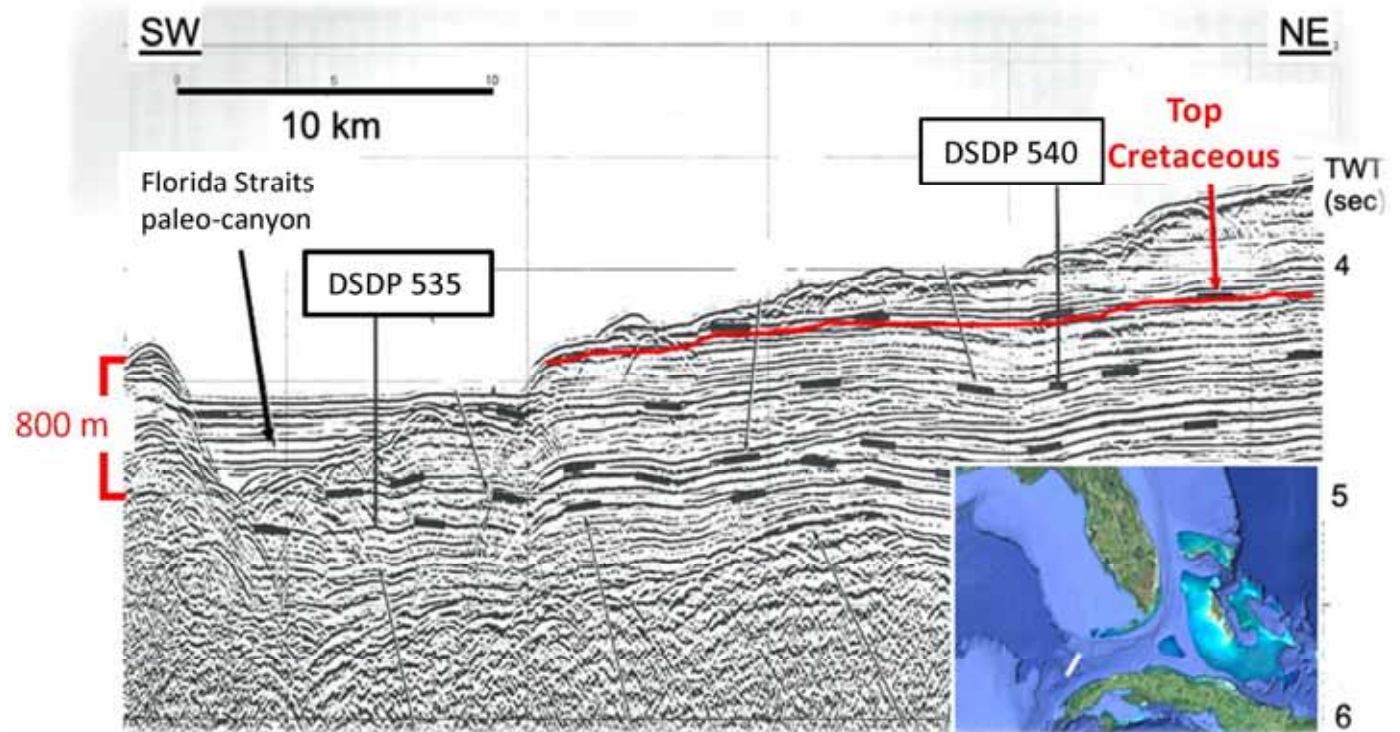 SW
NE
0 5 10
10 km
Top
Cretaceous
DSDP 540
TWT
(sec)
Florida Straits
paleo-canyon
4
DSDP 535
800 m
5
6